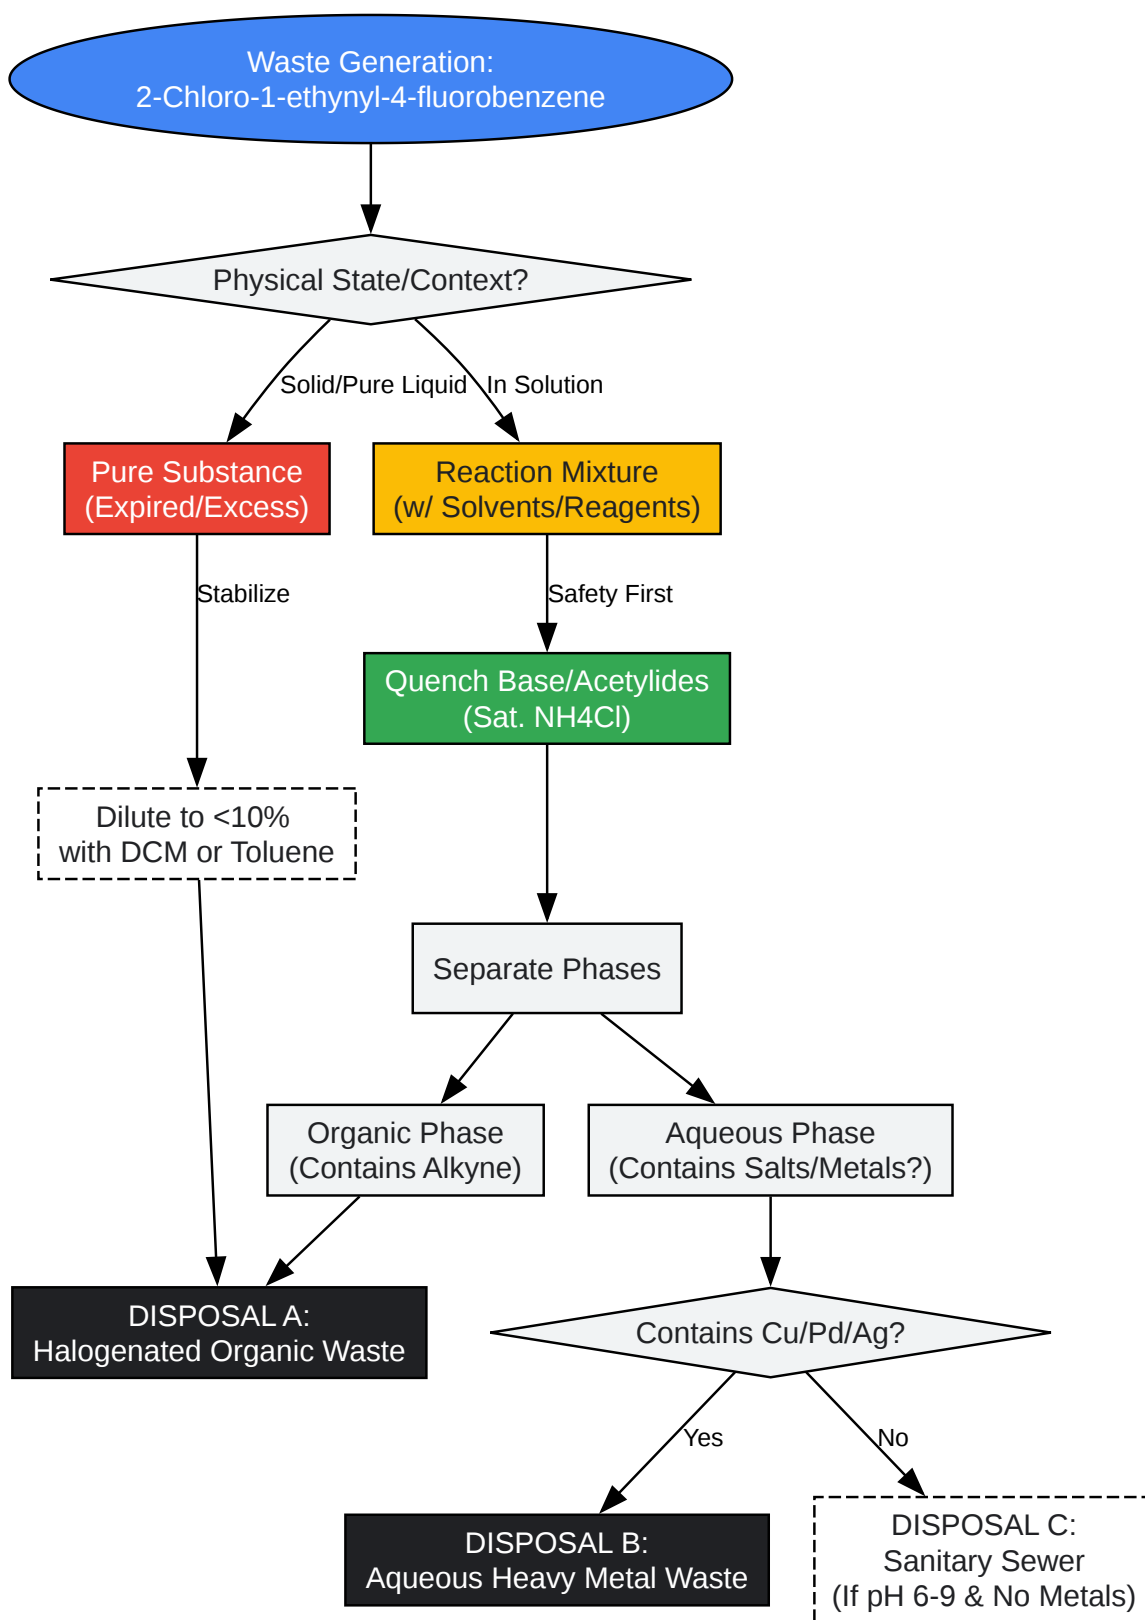 Waste Generation:
2-Chloro-1-ethynyl-4-fluorobenzene
Physical State/Context?
Solid/Pure Liquid
In Solution
Pure Substance
(Expired/Excess)
Reaction Mixture
(w/ Solvents/Reagents)
Stabilize
Safety First
Quench Base/Acetylides
(Sat. NH4Cl)
Dilute to <10%
with DCM or Toluene
Separate Phases
Organic Phase
(Contains Alkyne)
Aqueous Phase
(Contains Salts/Metals?)
DISPOSAL A:
Halogenated Organic Waste
Contains Cu/Pd/Ag?
Yes
No
DISPOSAL B:
Aqueous Heavy Metal Waste
DISPOSAL C:
Sanitary Sewer
(If pH 6-9 & No Metals)